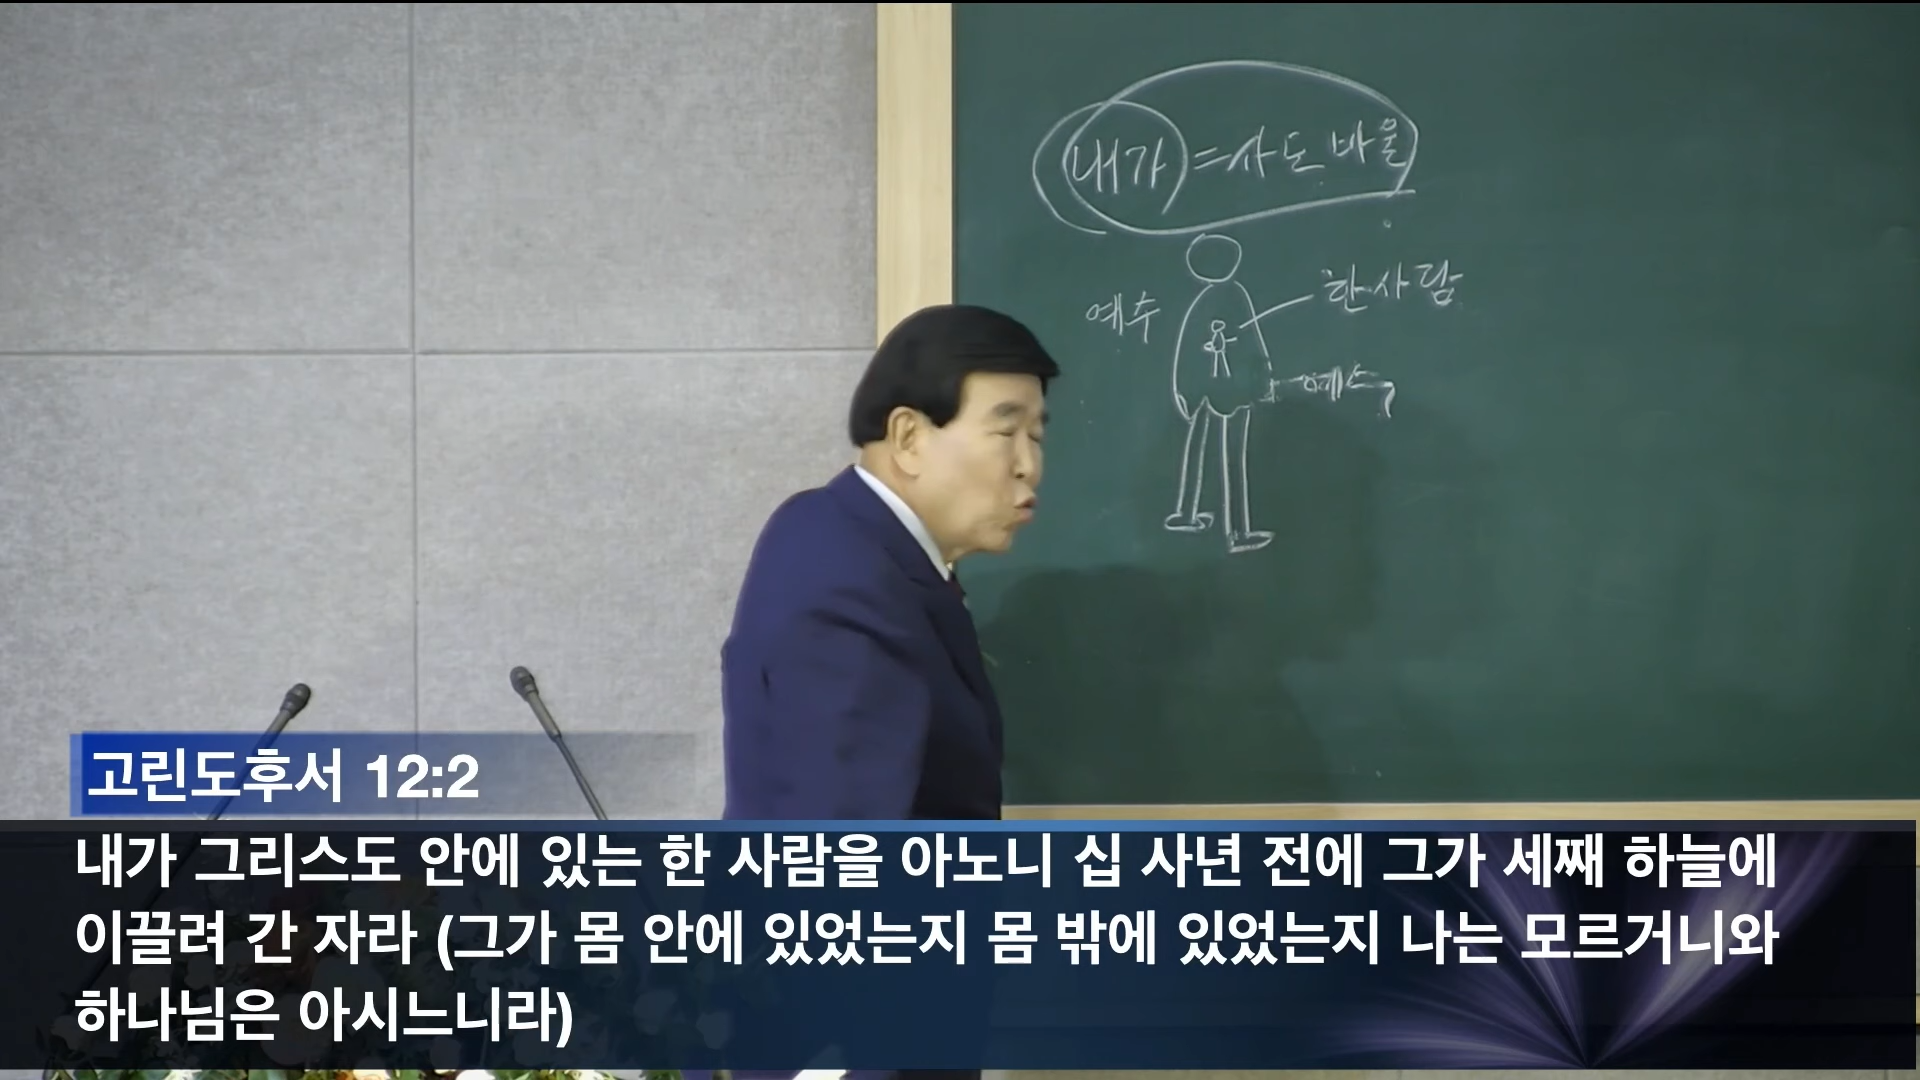 내가 = 사도 바울
예수
한 사람
예수
고린도후서 12:2
내가 그리스도 안에 있는 한 사람을 아노니 십 사년 전에 그가 세째 하늘에
이끌려 간 자라 (그가 몸 안에 있었는지 몸 밖에 있었는지 나는 모르거니와
하나님은 아시느니라)